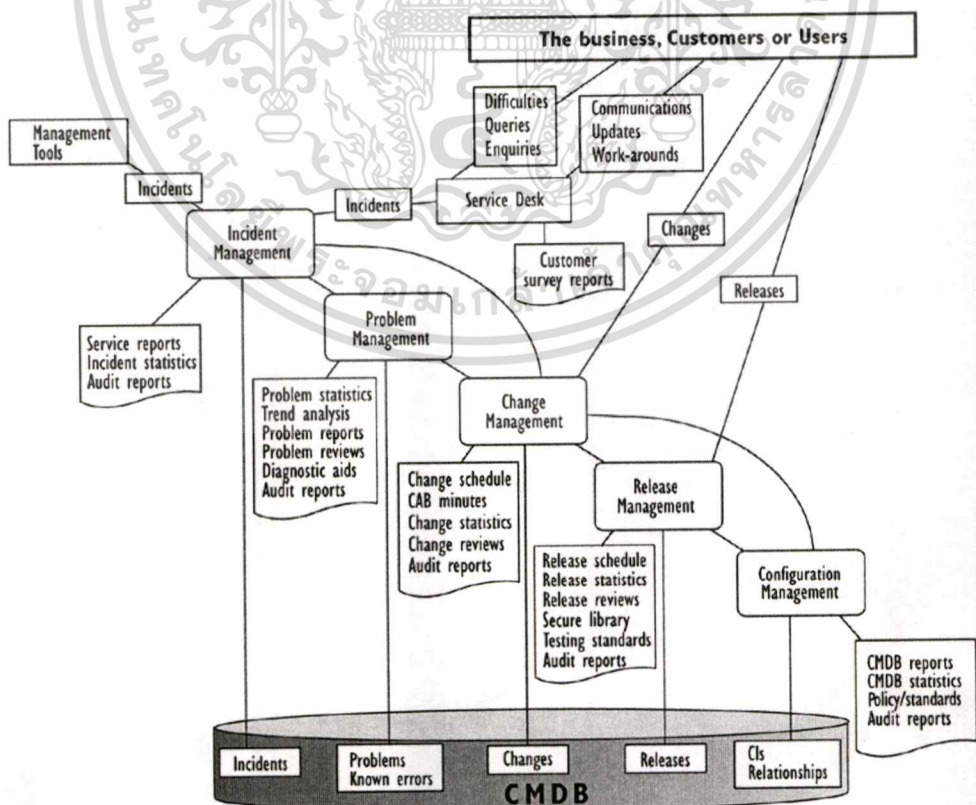 The business, Customers or Users
Difficulties
Queries
Enquiries
Communications
Updates
Work-arounds
Management
Tools
Incidents
Incidents
Service Desk
Incident
Management
Changes
Customer
survey reports
Releases
Problem
Management
Service reports
Incident statistics
Audit reports
Problem statistics
Trend analysis
Problem reports
Problem reviews
Diagnostic aids
Audit reports
Change
Management
Change schedule
CAB minutes
Change statistics
Change reviews
Audit reports
Release
Management
Release schedule
Release statistics
Release reviews
Secure library
Testing standards
Audit reports
Configuration
Management
CMDB reports
CMDB statistics
Policy/standards
Audit reports
Incidents
Problems
Known errors
Changes
Releases
CIs
Relationships
CMDB